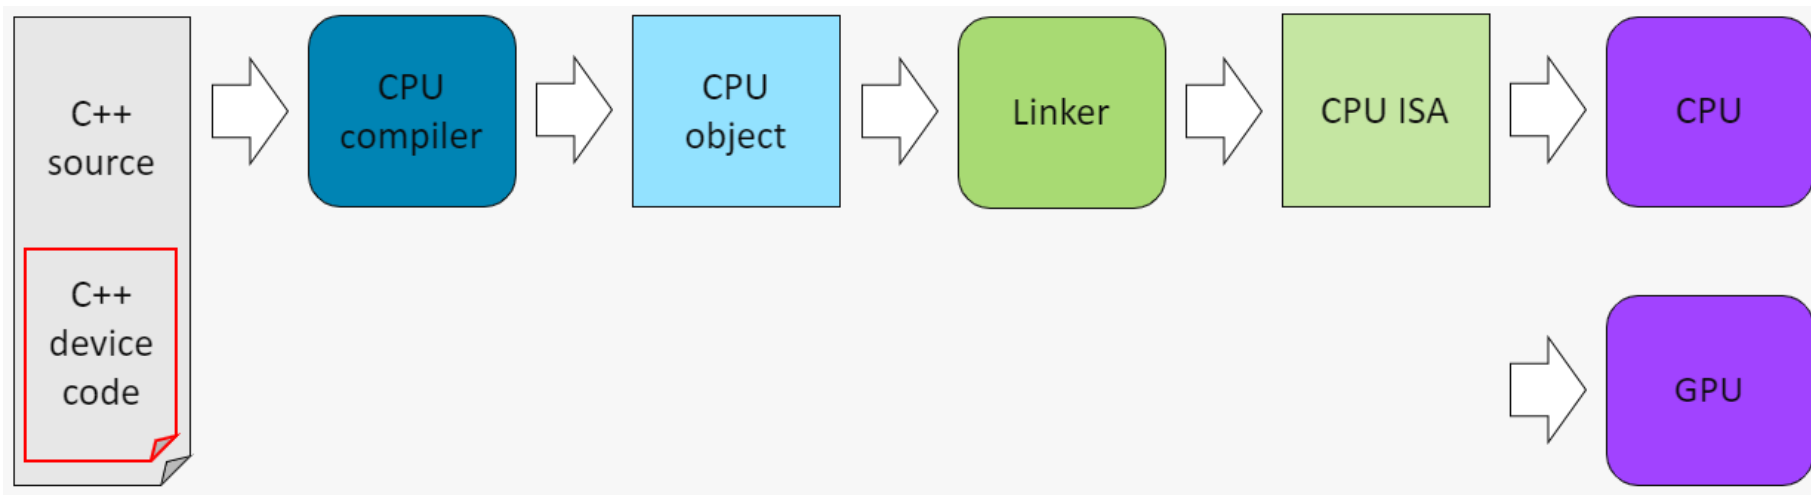 C++
source
CPU
compiler
CPU
object
Linker
CPU ISA
CPU
C++
device
code
GPU